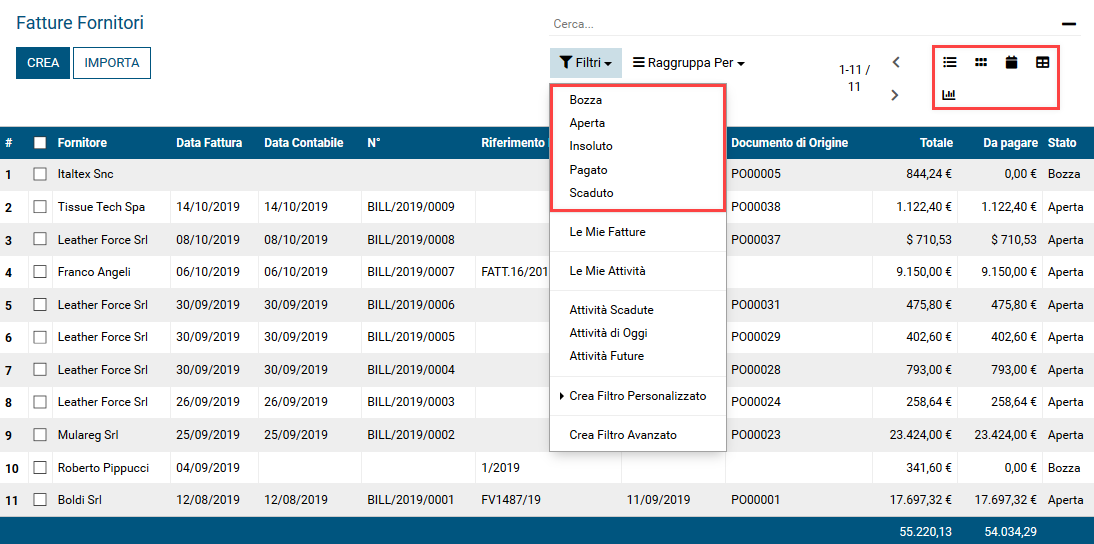 Fatture Fornitori
Cerca...
CREA IMPORTA
Filtri Raggruppa Per
1-11 / 11
Bozza
Aperta
Insoluto
Pagato
Scaduto
Le Mie Fatture
Le Mie Attività
Attività Scadute
Attività di Oggi
Attività Future
Crea Filtro Personalizzato
Crea Filtro Avanzato
# Fornitore Data Fattura Data Contabile N° Riferimento Documento di Origine Totale Da pagare Stato
1 Italtex Snc PO00005 844,24 € 0,00 € Bozza
2 Tissue Tech Spa 14/10/2019 14/10/2019 BILL/2019/0009 PO00038 1.122,40 € 1.122,40 € Aperta
3 Leather Force Srl 08/10/2019 08/10/2019 BILL/2019/0008 PO00037 $ 710,53 $ 710,53 Aperta
4 Franco Angeli 06/10/2019 06/10/2019 BILL/2019/0007 FATT.16/201 9.150,00 € 9.150,00 € Aperta
5 Leather Force Srl 30/09/2019 30/09/2019 BILL/2019/0006 PO00031 475,80 € 475,80 € Aperta
6 Leather Force Srl 30/09/2019 30/09/2019 BILL/2019/0005 PO00029 402,60 € 402,60 € Aperta
7 Leather Force Srl 30/09/2019 30/09/2019 BILL/2019/0004 PO00028 793,00 € 793,00 € Aperta
8 Leather Force Srl 26/09/2019 26/09/2019 BILL/2019/0003 PO00024 258,64 € 258,64 € Aperta
9 Mulareg Srl 25/09/2019 25/09/2019 BILL/2019/0002 PO00023 23.424,00 € 23.424,00 € Aperta
10 Roberto Pippucci 04/09/2019 1/2019 341,60 € 0,00 € Bozza
11 Boldi Srl 12/08/2019 12/08/2019 BILL/2019/0001 FV1487/19 11/09/2019 PO00001 17.697,32 € 17.697,32 € Aperta
55.220,13 54.034,29